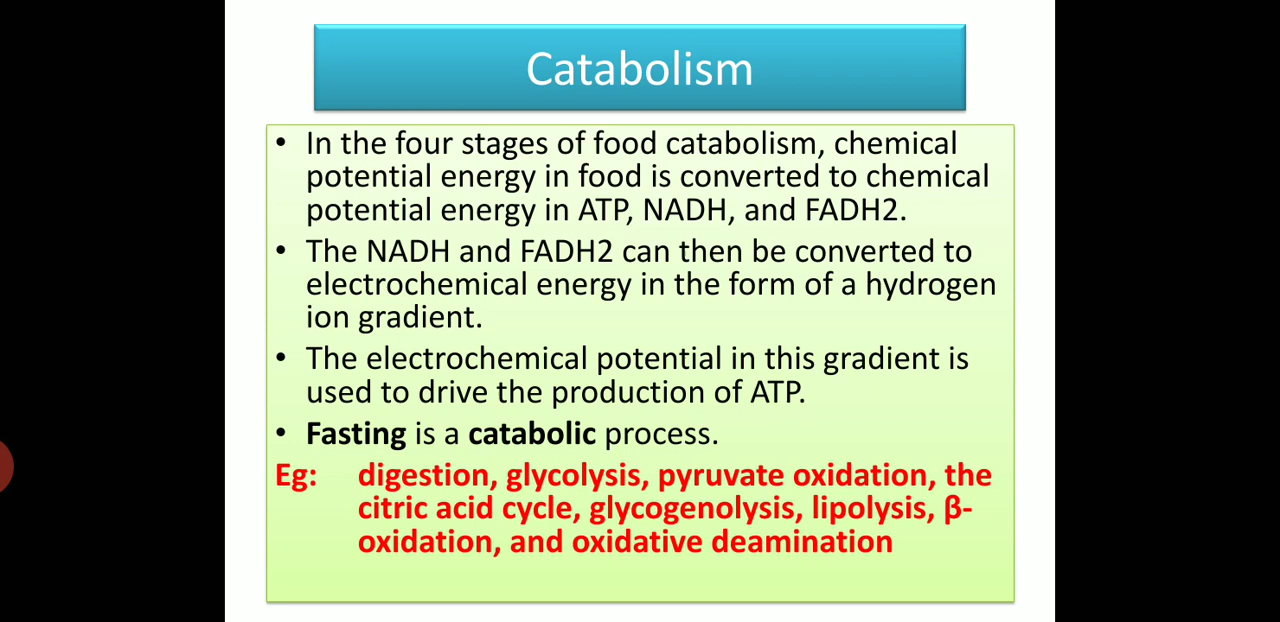 Catabolism
• In the four stages of food catabolism, chemical
potential energy in food is converted to chemical
potential energy in ATP, NADH, and FADH2.
• The NADH and FADH2 can then be converted to
electrochemical energy in the form of a hydrogen
ion gradient.
• The electrochemical potential in this gradient is
used to drive the production of ATP.
• Fasting is a catabolic process.
Eg: digestion, glycolysis, pyruvate oxidation, the
citric acid cycle, glycogenolysis, lipolysis, β-
oxidation, and oxidative deamination